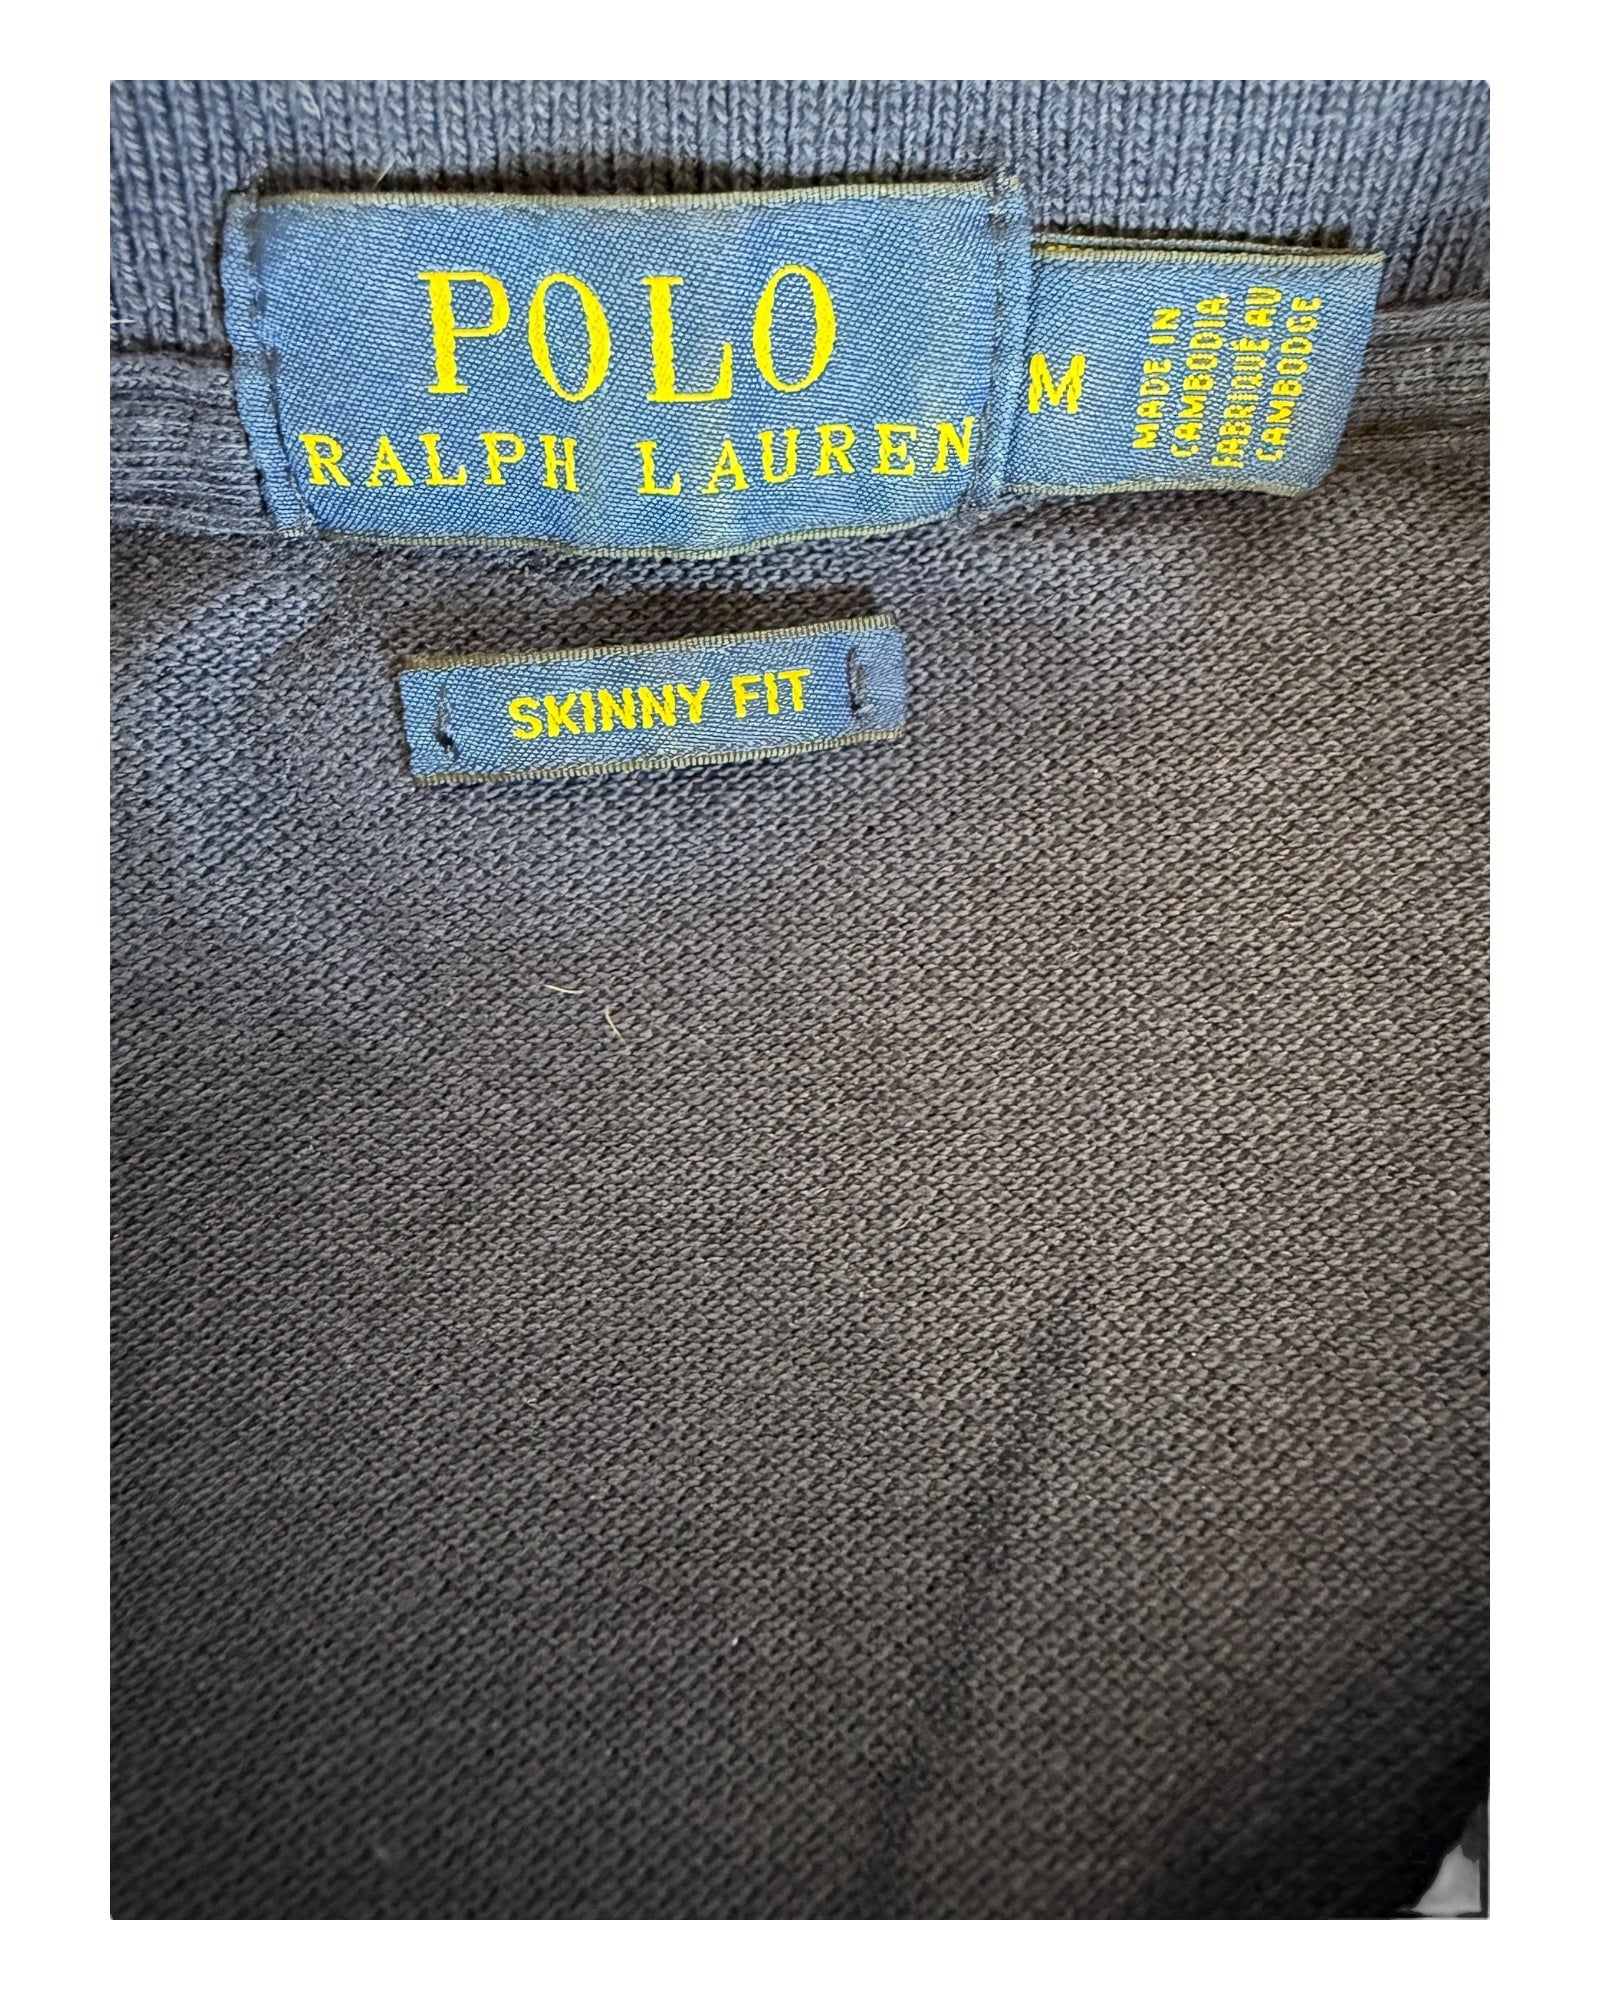 POLO
RALPH LAUREN
M
MADE IN
CAMBODIA
FABRIQUÉ AU
CAMBODGE
SKINNY FIT